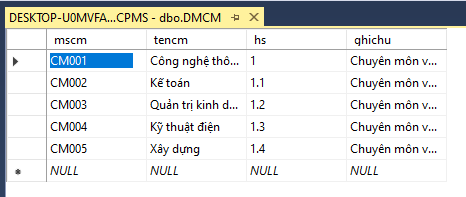 DESKTOP-U0MVFA...CPMS - dbo.DMCM
mscm tencm hs ghichu
CM001 Công nghệ thô... 1 Chuyên môn v...
CM002 Kế toán 1.1 Chuyên môn v...
CM003 Quản trị kinh d... 1.2 Chuyên môn v...
CM004 Kỹ thuật điện 1.3 Chuyên môn v...
CM005 Xây dựng 1.4 Chuyên môn v...
NULL NULL NULL NULL